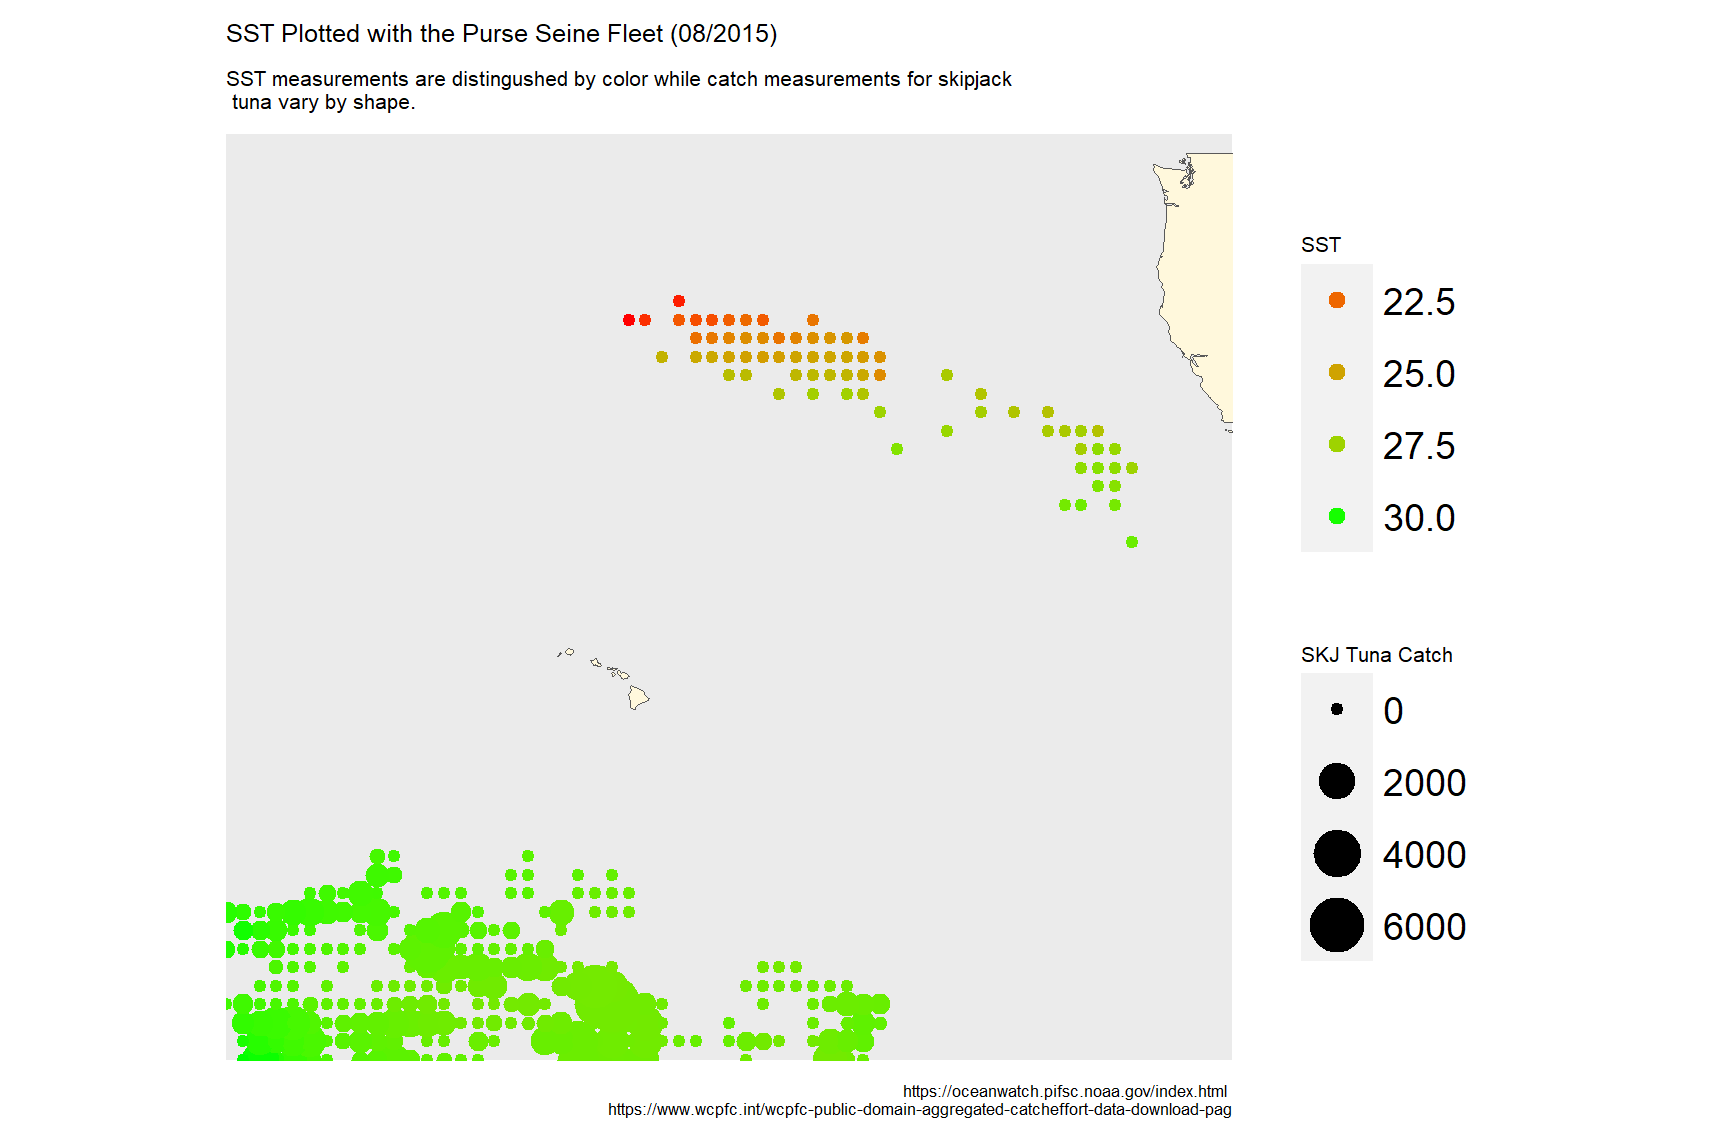 SST Plotted with the Purse Seine Fleet (08/2015)
SST measurements are distingushed by color while catch measurements for skipjack
tuna vary by shape.
SST
22.5
25.0
27.5
30.0
SKJ Tuna Catch
0
2000
4000
6000
https://oceanwatch.pifsc.noaa.gov/index.html
https://www.wcpfc.int/wcpfc-public-domain-aggregated-catcheffort-data-download-pag